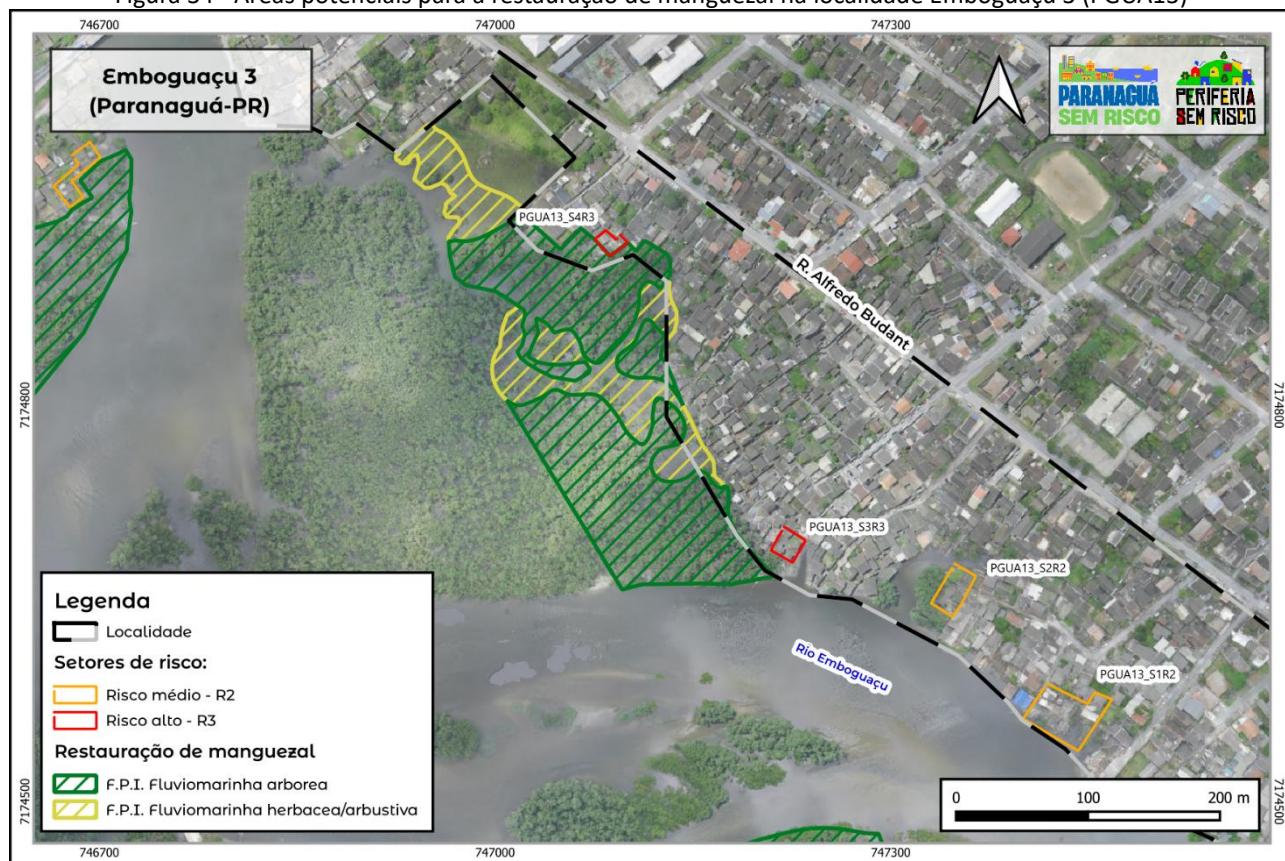 Figura 34 - Áreas potenciais para a restauração de manguezal na localidade Emboguaçu 3 (PGUA13)
746700
747000
747300
Emboguaçu 3
(Paranaguá-PR)
PARANAGUÁ
SEM RISCO
PERIFERIA
SEM RISCO
PGUA13_S4R3
R. Alfredo Budant
7174800
7174800
PGUA13_S3R3
PGUA13_S2R2
Rio Emboguaçu
PGUA13_S1R2
Legenda
Localidade
Setores de risco:
Risco médio - R2
Risco alto - R3
Restauração de manguezal
F.P.I. Fluviomarinha arborea
F.P.I. Fluviomarinha herbacea/arbustiva
0 100 200 m
7174500
7174500
746700
747000
747300